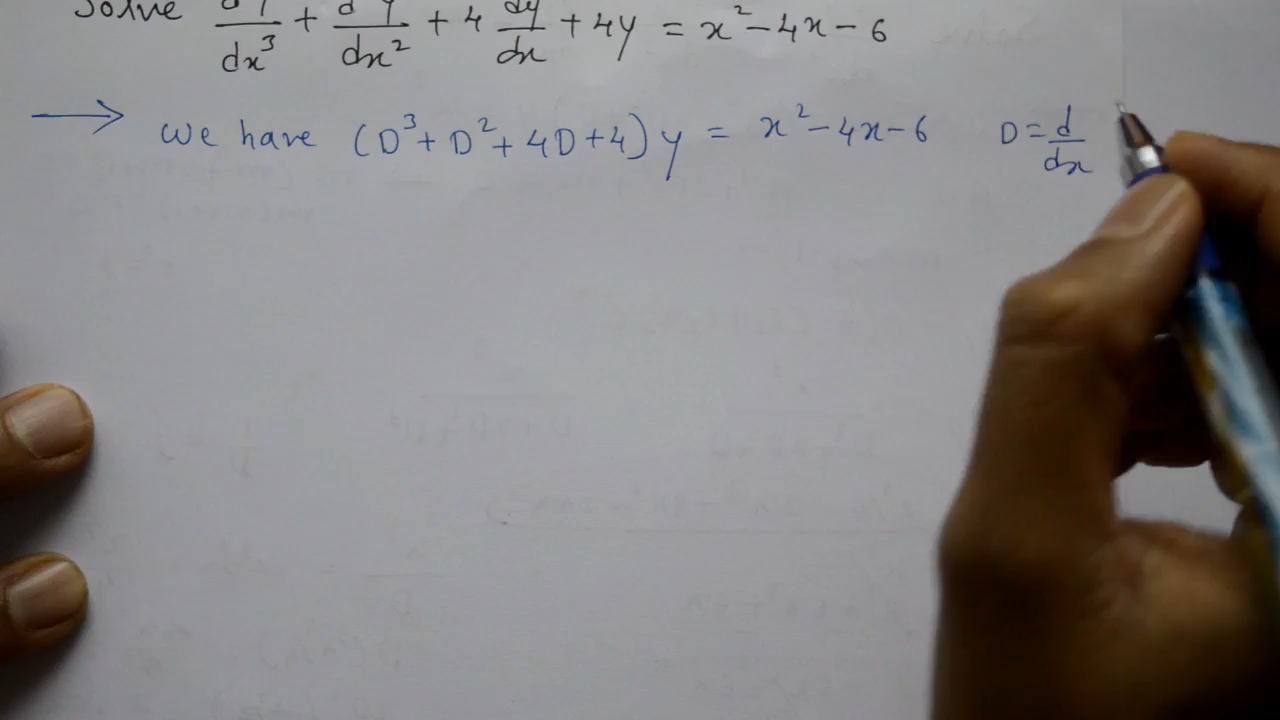 Solve d³y/dx³ + d²y/dx² + 4 dy/dx + 4y = x² - 4x - 6
→ We have (D³ + D² + 4D + 4) y = x² - 4x - 6 D = d/dx